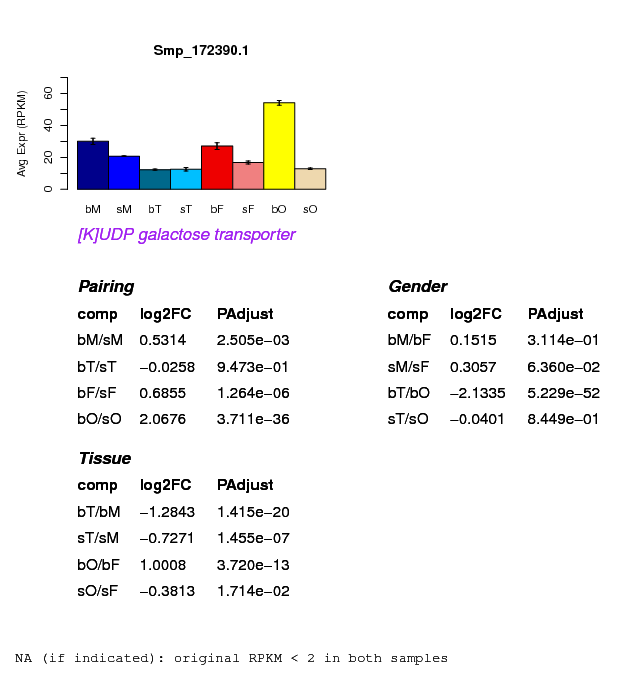 Smp_172390.1
Avg Expr (RPKM)
0 20 40 60
bM sM bT sT bF sF bO sO
[K]UDP galactose transporter
Pairing
comp log2FC PAdjust
bM/sM 0.5314 2.505e−03
bT/sT −0.0258 9.473e−01
bF/sF 0.6855 1.264e−06
bO/sO 2.0676 3.711e−36
Gender
comp log2FC PAdjust
bM/bF 0.1515 3.114e−01
sM/sF 0.3057 6.360e−02
bT/bO −2.1335 5.229e−52
sT/sO −0.0401 8.449e−01
Tissue
comp log2FC PAdjust
bT/bM −1.2843 1.415e−20
sT/sM −0.7271 1.455e−07
bO/bF 1.0008 3.720e−13
sO/sF −0.3813 1.714e−02
NA (if indicated): original RPKM < 2 in both samples